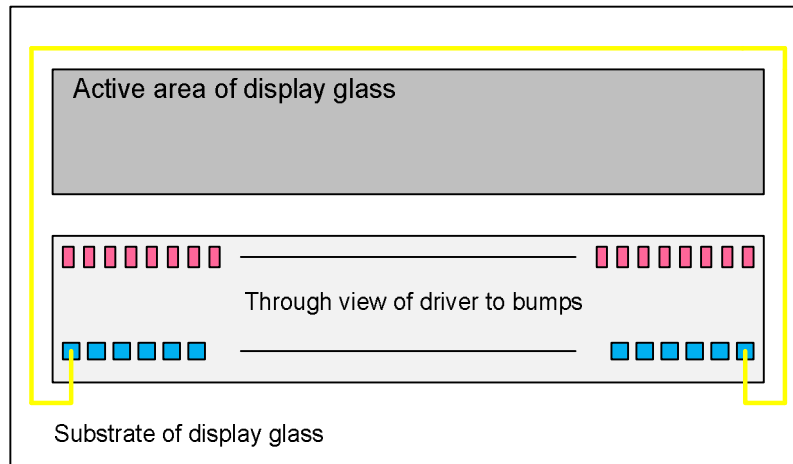 Active area of display glass
Through view of driver to bumps
Substrate of display glass